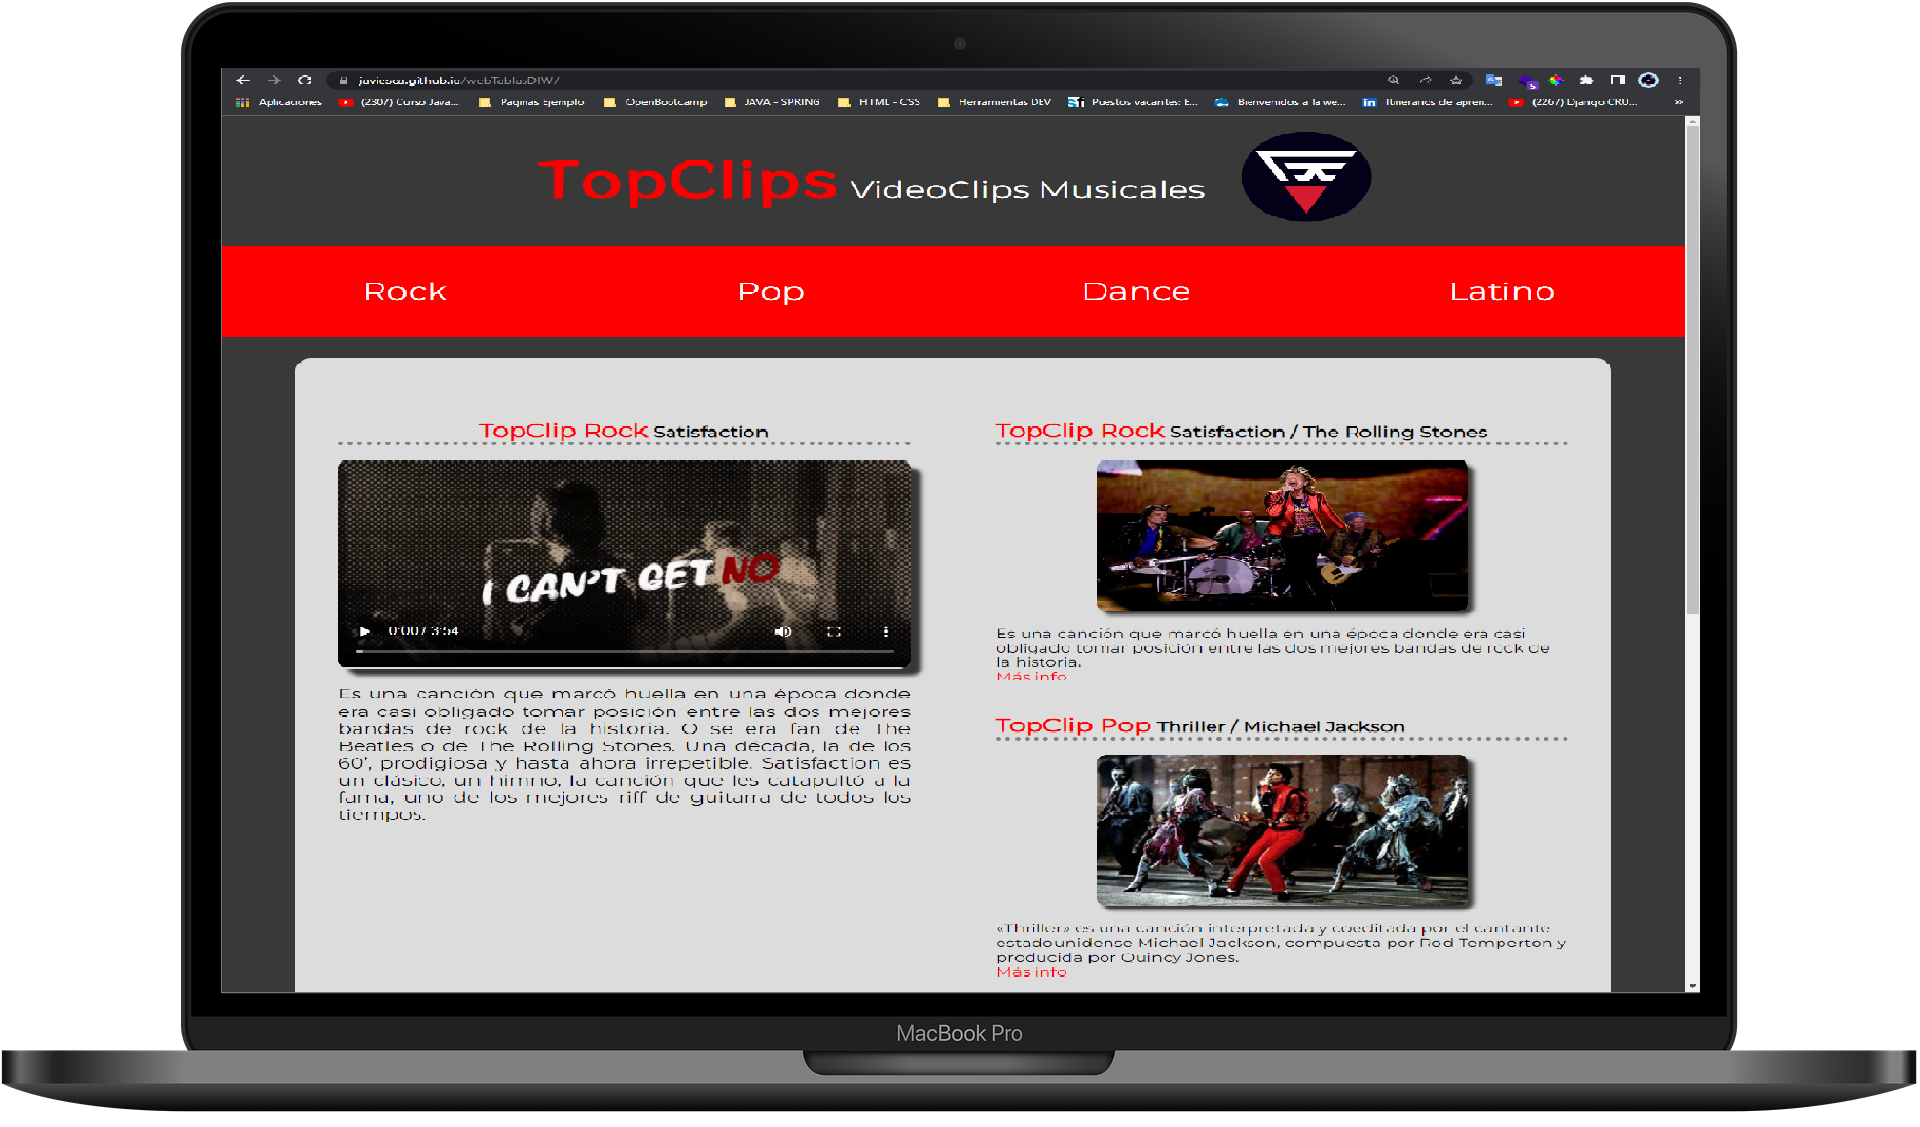 javiesco.github.io/webTablasDIW/
Aplicaciones (2307) Curso Java.... Paginas Ejemplo OpenBootcamp JAVA - SPRING HTML - CSS Herramientas DEV Puestos vacantes: E... Bienvenidos a la we... Itinerarios de apren... (2267) Django CRU... »
TopClips VideoClips Musicales
Rock Pop Dance Latino
TopClip Rock Satisfaction
I CAN'T GET NO
0:00 / 3:54
Es una canción que marcó huella en una época donde
era casi obligado tomar posición entre las dos mejores
bandas de rock de la historia. O se era fan de The
Beatles o de The Rolling Stones. Una década, la de los
60', prodigiosa y hasta ahora irrepetible. Satisfaction es
un clásico, un himno, la canción que les catapultó a la
fama, uno de los mejores riff de guitarra de todos los
tiempos.
TopClip Rock Satisfaction / The Rolling Stones
Es una canción que marcó huella en una época donde era casi
obligado tomar posición entre las dos mejores bandas de rock de
la historia.
Más info
TopClip Pop Thriller / Michael Jackson
«Thriller» es una canción interpretada y coeditada por el cantante
estadounidense Michael Jackson, compuesta por Rod Temperton y
producida por Quincy Jones.
Más info
MacBook Pro